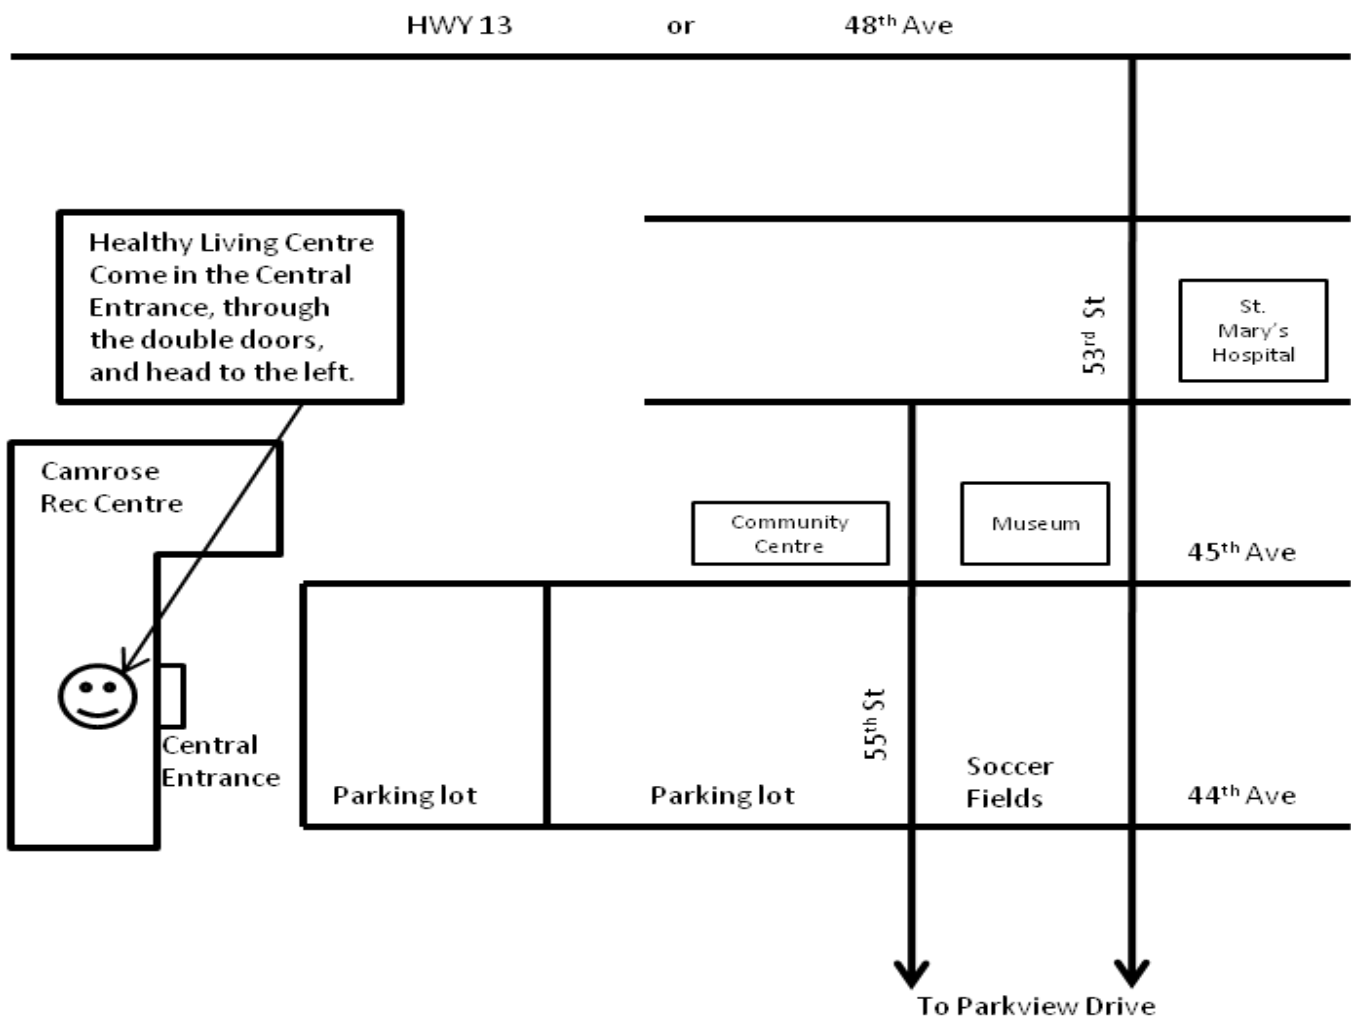 HWY 13 or 48th Ave
Healthy Living Centre
Come in the Central
Entrance, through
the double doors,
and head to the left.
53rd St
St.
Mary's
Hospital
Camrose
Rec Centre
Community
Centre
Museum
45th Ave
Central
Entrance
Parking lot
Parking lot
55th St
Soccer
Fields
44th Ave
To Parkview Drive